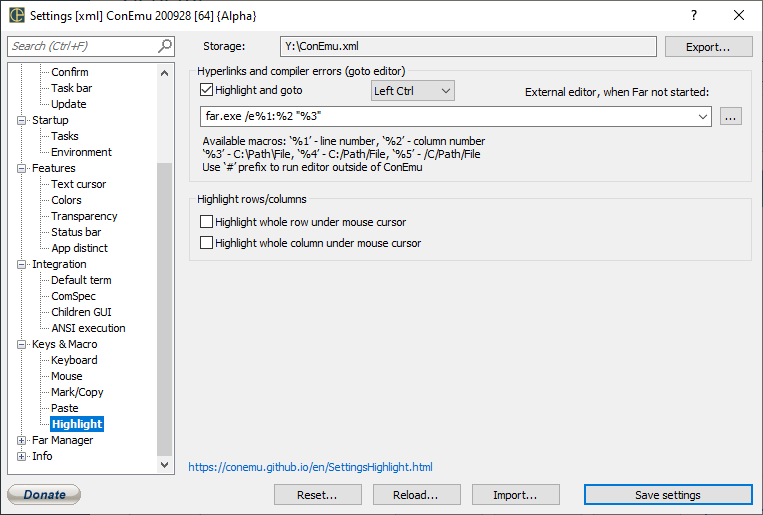 Settings [xml] ConEmu 200928 [64] {Alpha}
Search (Ctrl+F)
Confirm
Task bar
Update
Startup
Tasks
Environment
Features
Text cursor
Colors
Transparency
Status bar
App distinct
Integration
Default term
ComSpec
Children GUI
ANSI execution
Keys & Macro
Keyboard
Mouse
Mark/Copy
Paste
Highlight
Far Manager
Info
Donate
Storage:
Y:\ConEmu.xml
Export...
Hyperlinks and compiler errors (goto editor)
Highlight and goto
Left Ctrl
External editor, when Far not started:
far.exe /e%1:%2 "%3"
...
Available macros: '%1' - line number, '%2' - column number
'%3' - C:\Path\File, '%4' - C:/Path/File, '%5' - /C/Path/File
Use '#' prefix to run editor outside of ConEmu
Highlight rows/columns
Highlight whole row under mouse cursor
Highlight whole column under mouse cursor
https://conemu.github.io/en/SettingsHighlight.html
Reset...
Reload...
Import...
Save settings